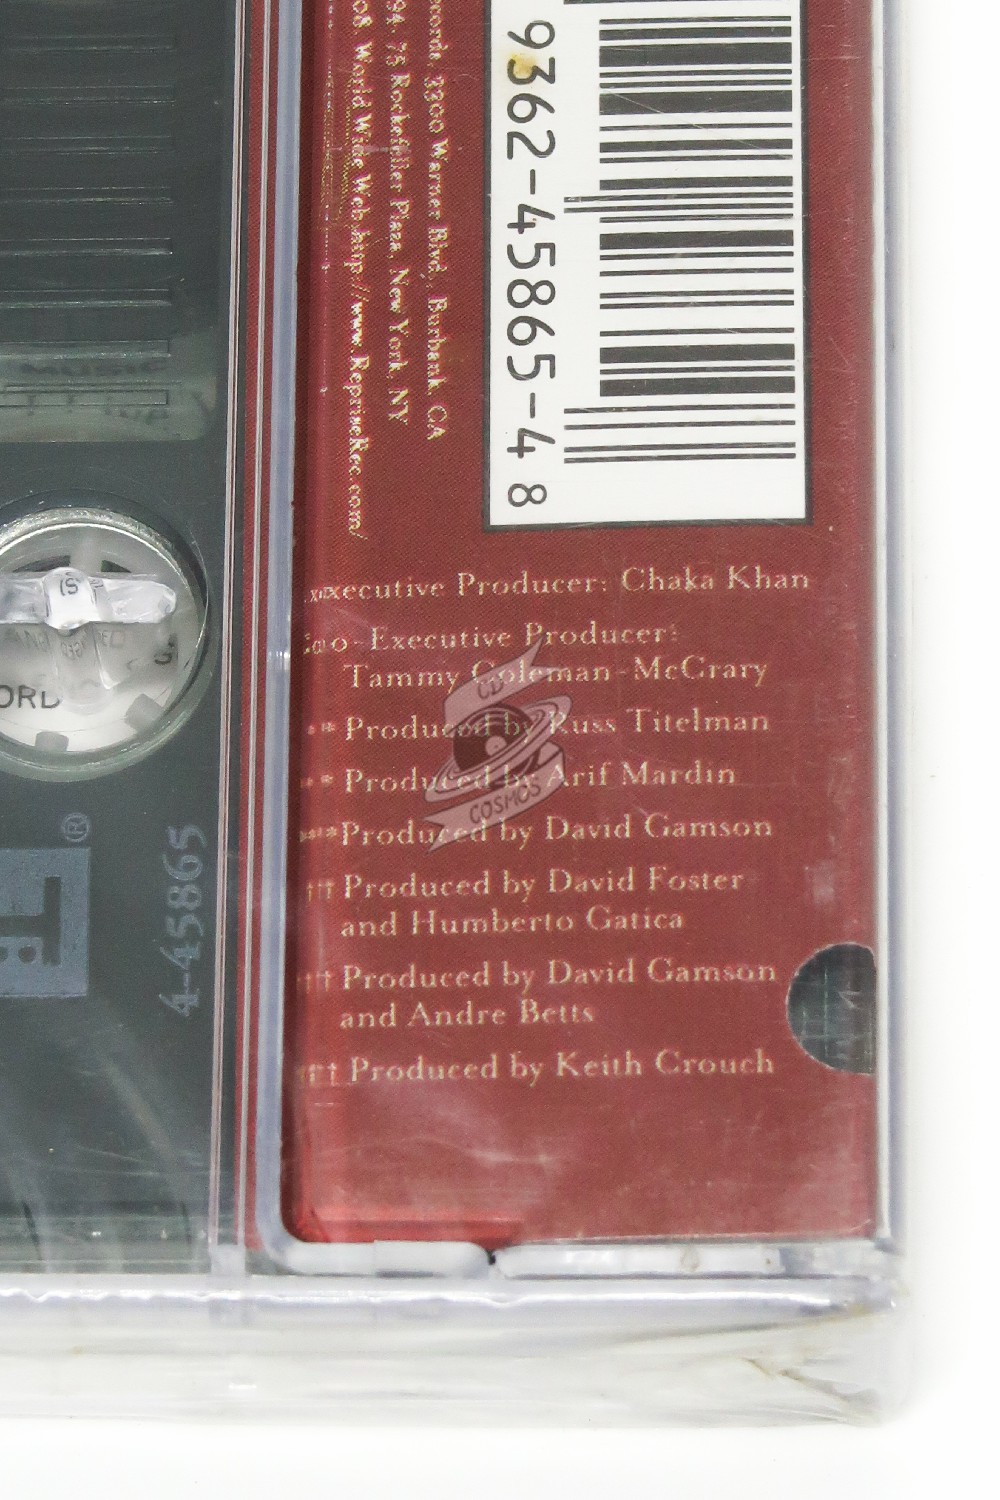 9362-45865-4 8
3200 Warner Blvd., Burbank, CA
75 Rockefeller Plaza, New York, NY
World Wide Web http://www.RepriseRec.com/
Executive Producer: Chaka Khan
Co-Executive Producer:
Tammy Coleman-McCrary
Produced by Russ Titelman
Produced by Arif Mardin
Produced by David Gamson
††† Produced by David Foster
and Humberto Gatica
Produced by David Gamson
and Andre Betts
Produced by Keith Crouch
CD
COSMOS
4-45865
®